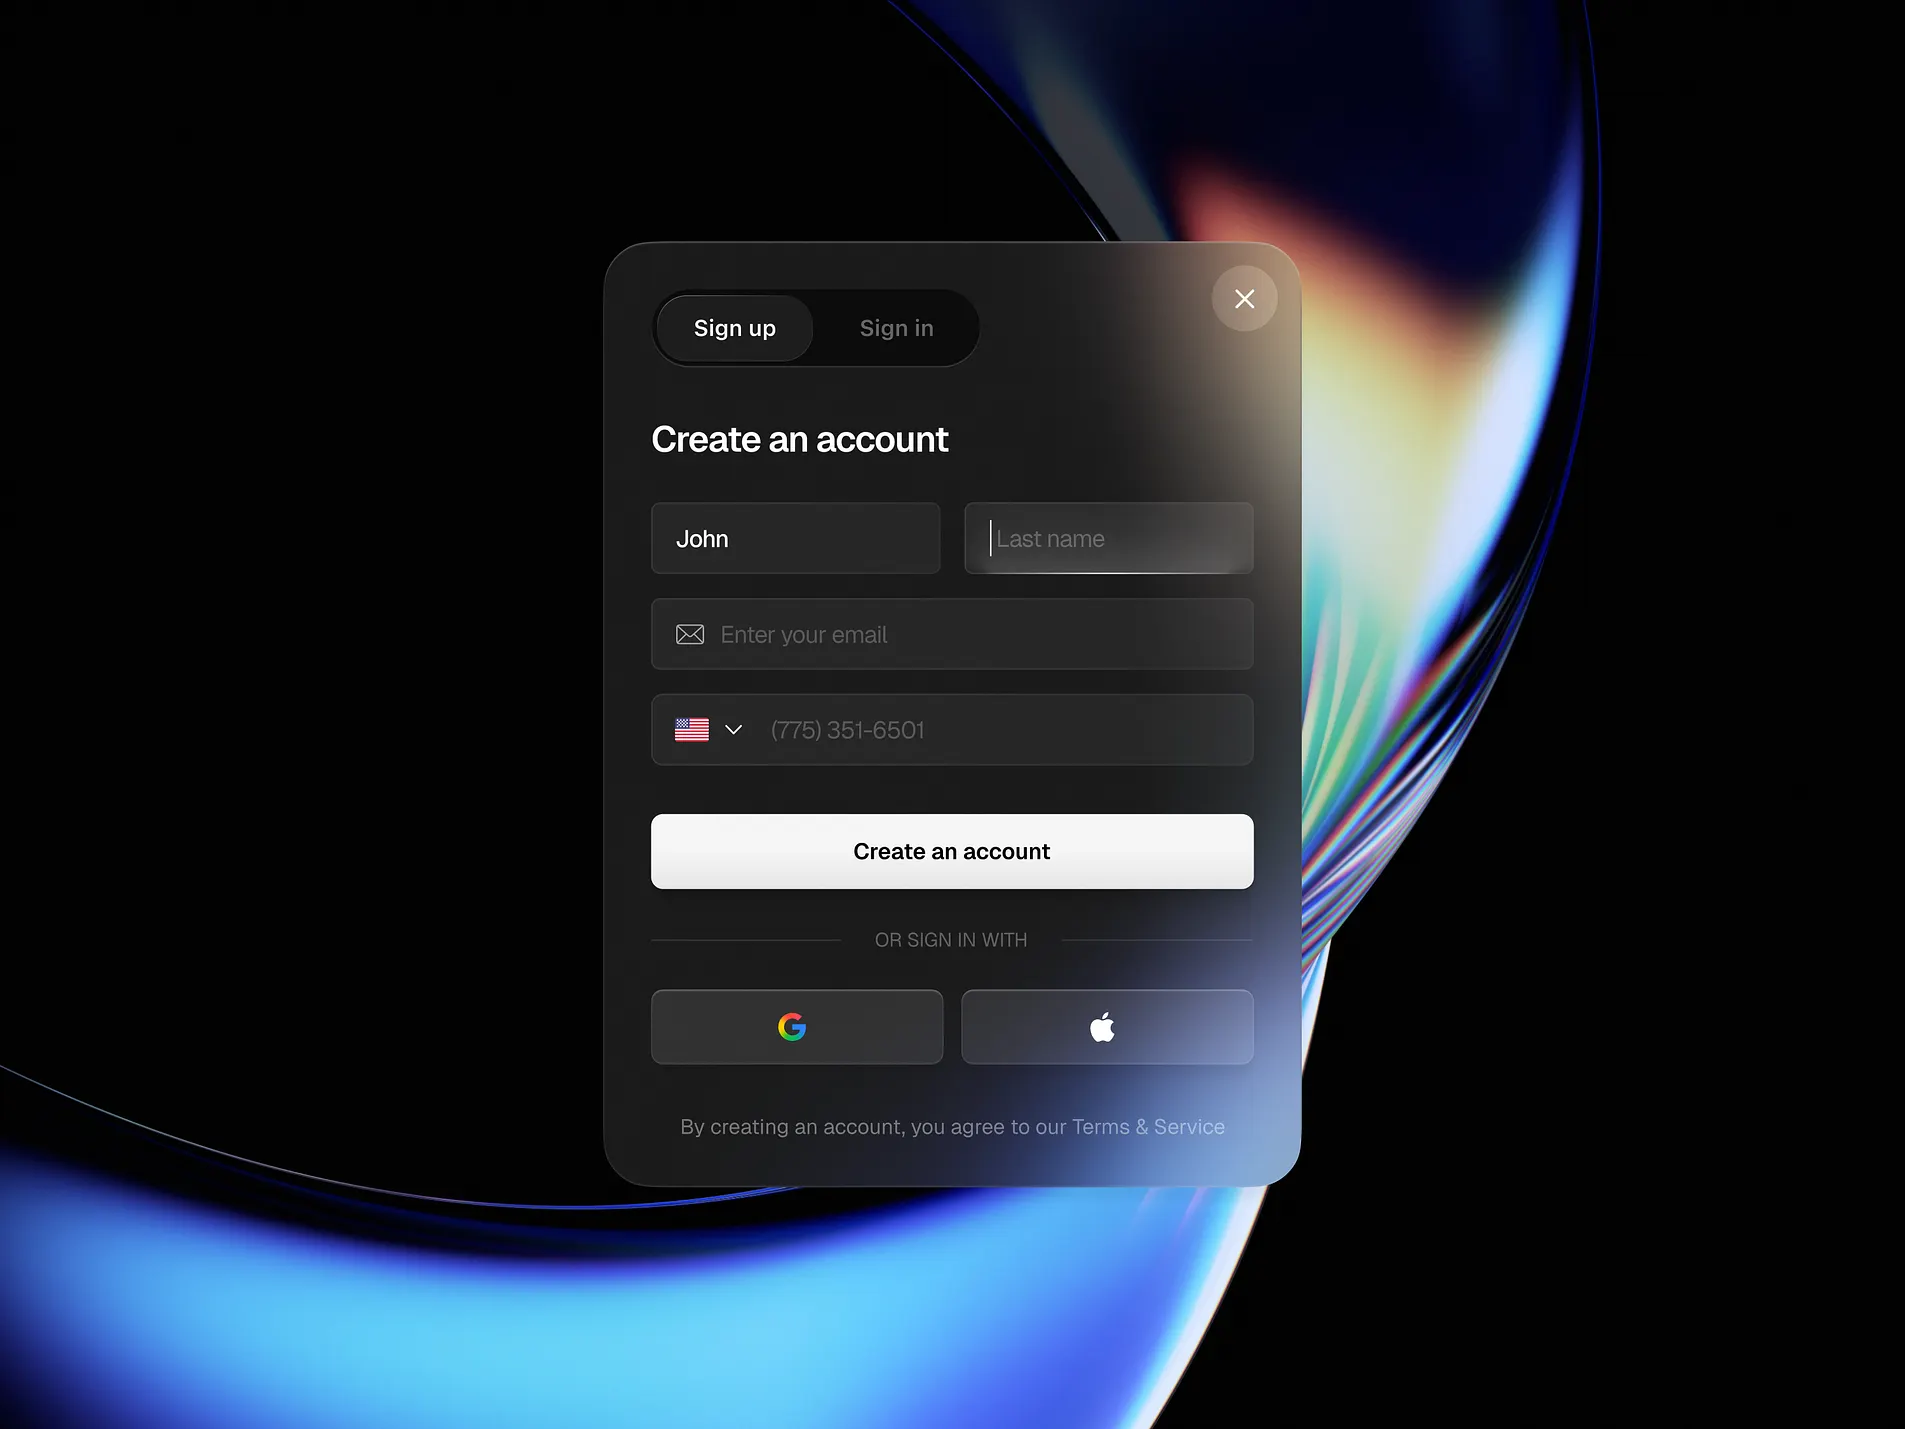 Sign up
Sign in
Create an account
John
Last name
Enter your email
(775) 351-6501
Create an account
OR SIGN IN WITH
By creating an account, you agree to our Terms & Service